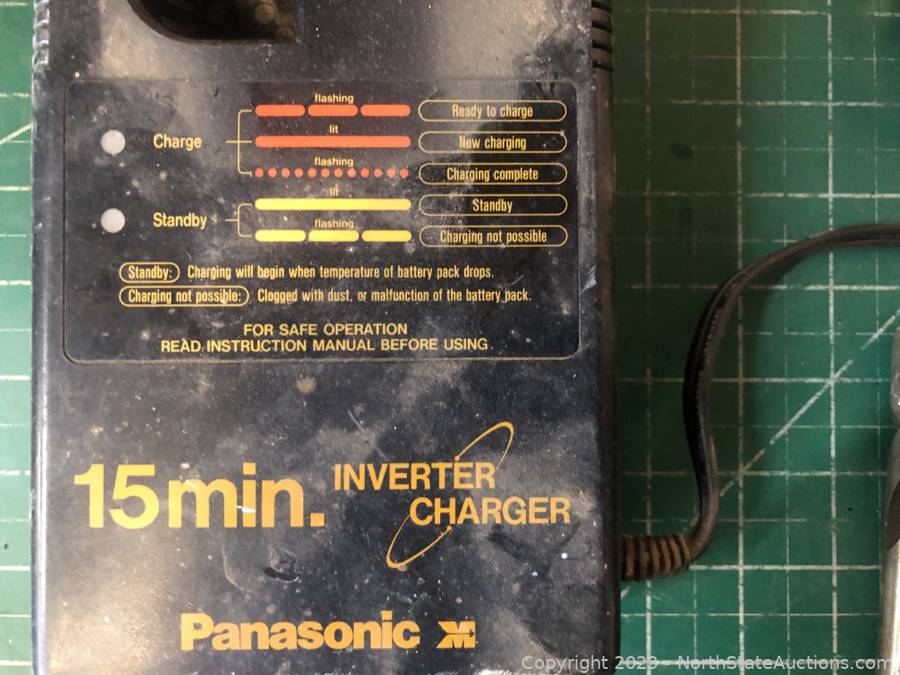 flashing
Ready to charge
lit
Charge
Now charging
flashing
Charging complete
lit
Standby
Standby
flashing
Charging not possible
Standby: Charging will begin when temperature of battery pack drops.
Charging not possible: Clogged with dust, or malfunction of the battery pack.
FOR SAFE OPERATION
READ INSTRUCTION MANUAL BEFORE USING.
15min. INVERTER
CHARGER
Panasonic
Copyright 2023 - NorthStateAuctions.com